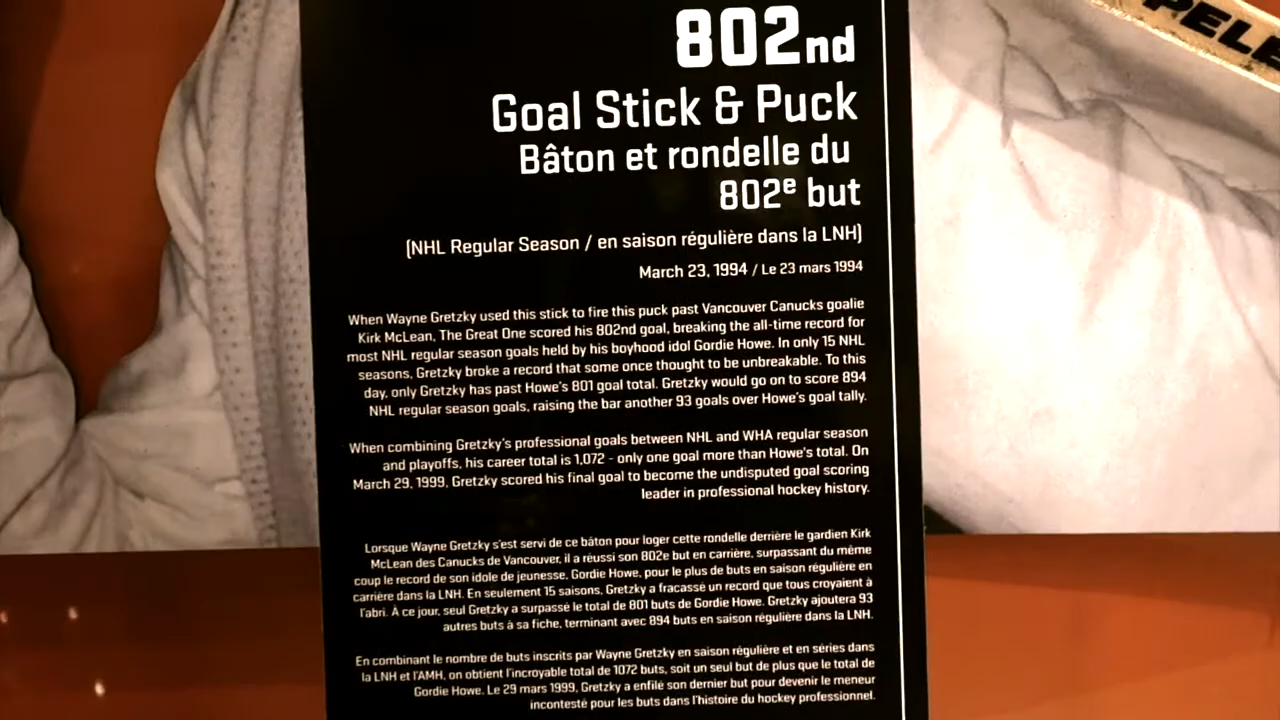 802nd
Goal Stick & Puck
Bâton et rondelle du
802e but
(NHL Regular Season / en saison régulière dans la LNH)
March 23, 1994 / Le 23 mars 1994
When Wayne Gretzky used this stick to fire this puck past Vancouver Canucks goalie
Kirk McLean, The Great One scored his 802nd goal, breaking the all-time record for
most NHL regular season goals held by his boyhood idol Gordie Howe. In only 15 NHL
seasons, Gretzky broke a record that some once thought to be unbreakable. To this
day, only Gretzky has past Howe's 801 goal total. Gretzky would go on to score 894
NHL regular season goals, raising the bar another 93 goals over Howe's goal tally.
When combining Gretzky's professional goals between NHL and WHA regular season
and playoffs, his career total is 1,072 - only one goal more than Howe's total. On
March 29, 1999, Gretzky scored his final goal to become the undisputed goal scoring
leader in professional hockey history.
Lorsque Wayne Gretzky s'est servi de ce bâton pour loger cette rondelle derrière le gardien Kirk
McLean des Canucks de Vancouver, il a réussi son 802e but en carrière, surpassant du même
coup le record de son idole de jeunesse, Gordie Howe, pour le plus de buts en saison régulière en
carrière dans la LNH. En seulement 15 saisons, Gretzky a fracassé un record que tous croyaient à
l'abri. À ce jour, seul Gretzky a surpassé le total de 801 buts de Gordie Howe. Gretzky ajoutera 93
autres buts à sa fiche, terminant avec 894 buts en saison régulière dans la LNH.
En combinant le nombre de buts inscrits par Wayne Gretzky en saison régulière et en séries dans
la LNH et l'AMH, on obtient l'incroyable total de 1072 buts, soit un seul but de plus que le total de
Gordie Howe. Le 29 mars 1999, Gretzky a enfilé son dernier but pour devenir le meneur
incontesté pour les buts dans l'histoire du hockey professionnel.
PELE